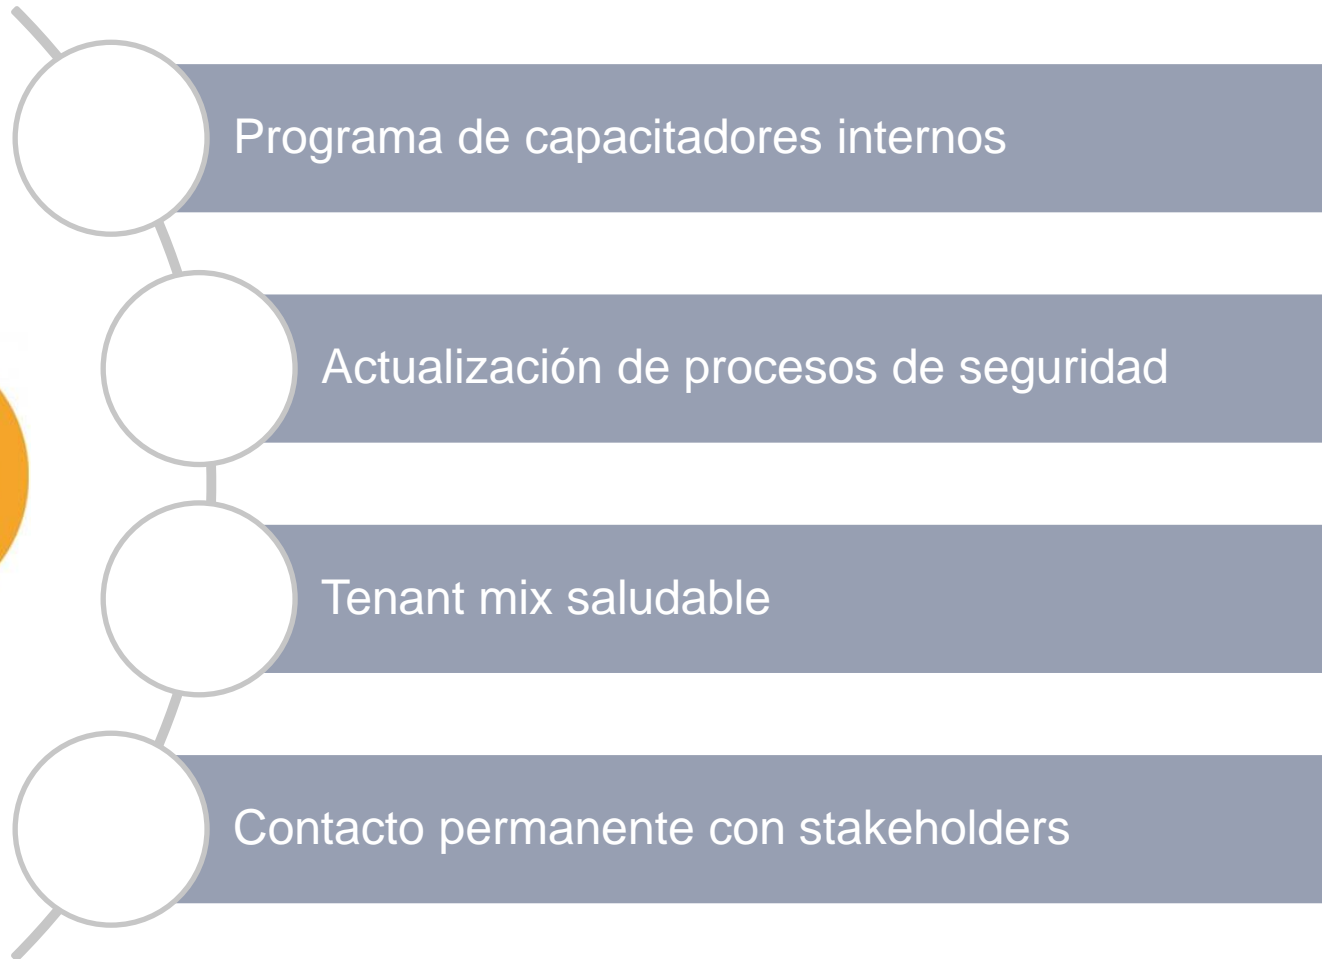 Programa de capacitadores internos
Actualización de procesos de seguridad
Tenant mix saludable
Contacto permanente con stakeholders